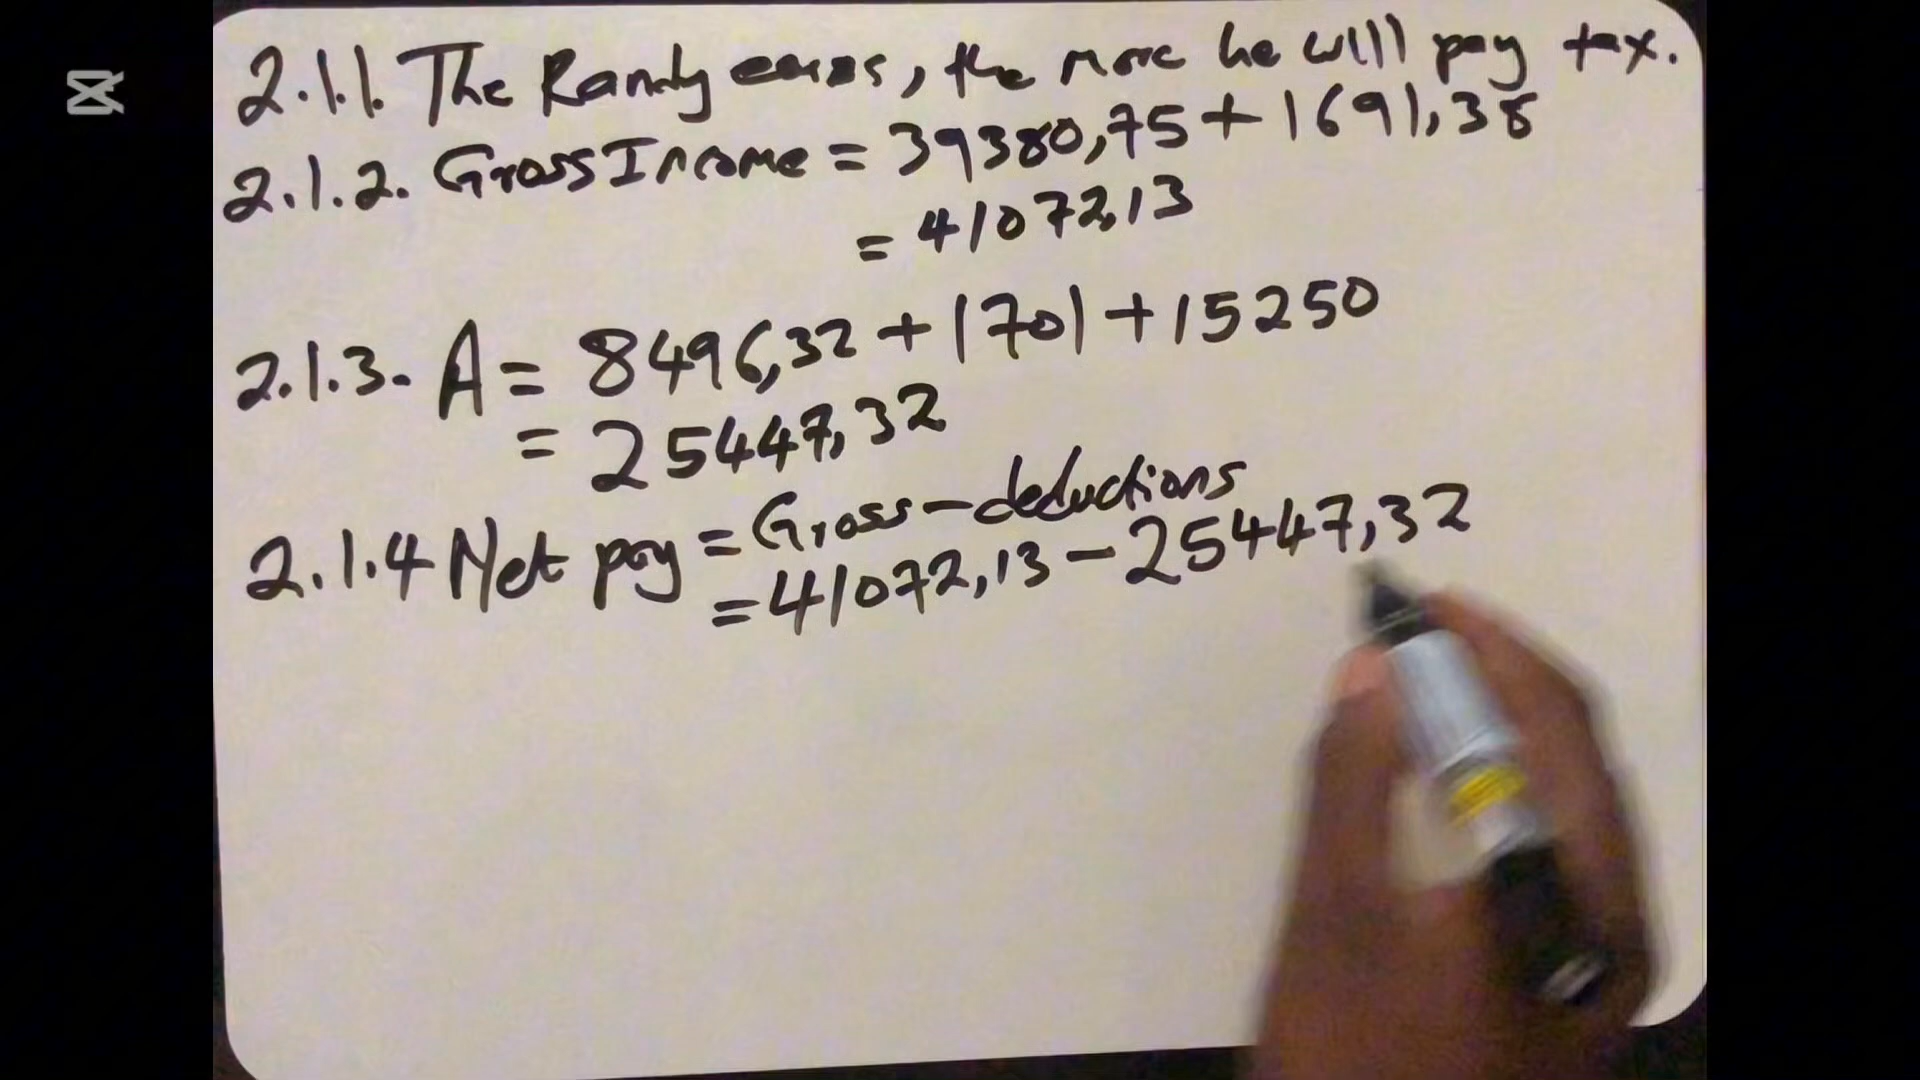 2.1.1. The Randy earns, the more he will pay tax.
2.1.2. Gross Income = 39380,75 + 1691,38
= 41072,13
2.1.3. A = 8496,32 + 1701 + 15250
= 25447,32
2.1.4 Net pay = Gross - deductions
= 41072,13 - 25447,32